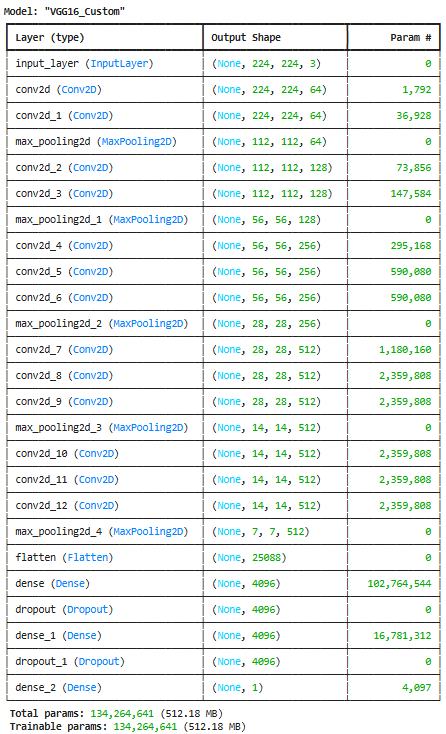 Model: "VGG16_Custom"
Layer (type) Output Shape Param #
input_layer (InputLayer) (None, 224, 224, 3) 0
conv2d (Conv2D) (None, 224, 224, 64) 1,792
conv2d_1 (Conv2D) (None, 224, 224, 64) 36,928
max_pooling2d (MaxPooling2D) (None, 112, 112, 64) 0
conv2d_2 (Conv2D) (None, 112, 112, 128) 73,856
conv2d_3 (Conv2D) (None, 112, 112, 128) 147,584
max_pooling2d_1 (MaxPooling2D) (None, 56, 56, 128) 0
conv2d_4 (Conv2D) (None, 56, 56, 256) 295,168
conv2d_5 (Conv2D) (None, 56, 56, 256) 590,080
conv2d_6 (Conv2D) (None, 56, 56, 256) 590,080
max_pooling2d_2 (MaxPooling2D) (None, 28, 28, 256) 0
conv2d_7 (Conv2D) (None, 28, 28, 512) 1,180,160
conv2d_8 (Conv2D) (None, 28, 28, 512) 2,359,808
conv2d_9 (Conv2D) (None, 28, 28, 512) 2,359,808
max_pooling2d_3 (MaxPooling2D) (None, 14, 14, 512) 0
conv2d_10 (Conv2D) (None, 14, 14, 512) 2,359,808
conv2d_11 (Conv2D) (None, 14, 14, 512) 2,359,808
conv2d_12 (Conv2D) (None, 14, 14, 512) 2,359,808
max_pooling2d_4 (MaxPooling2D) (None, 7, 7, 512) 0
flatten (Flatten) (None, 25088) 0
dense (Dense) (None, 4096) 102,764,544
dropout (Dropout) (None, 4096) 0
dense_1 (Dense) (None, 4096) 16,781,312
dropout_1 (Dropout) (None, 4096) 0
dense_2 (Dense) (None, 1) 4,097
Total params: 134,264,641 (512.18 MB)
Trainable params: 134,264,641 (512.18 MB)